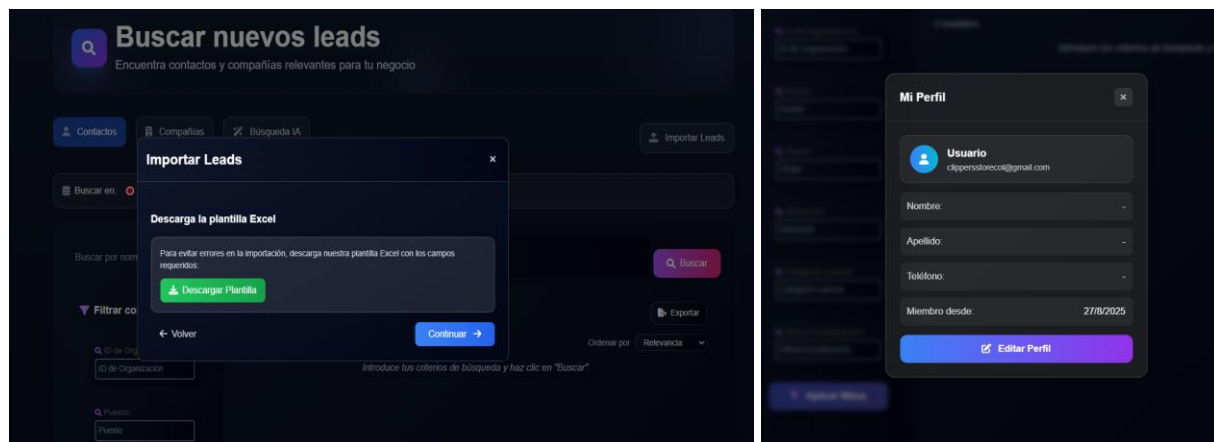 Buscar nuevos leads
Encuentra contactos y compañías relevantes para tu negocio
Contactos
Compañías
Búsqueda IA
Importar Leads
Importar Leads
×
Buscar en:
Descarga la plantilla Excel
Para evitar errores en la importación, descarga nuestra plantilla Excel con los campos
requeridos:
Descargar Plantilla
← Volver
Continuar →
Buscar por nom
Buscar
Filtrar co
Exportar
Ordenar por
Relevancia
ID de Org
ID de Organización
Introduce tus criterios de búsqueda y haz clic en "Buscar".
Puesto:
Puesto
Mi Perfil
×
Usuario
clippersstorecol@gmail.com
Nombre: -
Apellido: -
Teléfono: -
Miembro desde: 27/8/2025
Editar Perfil